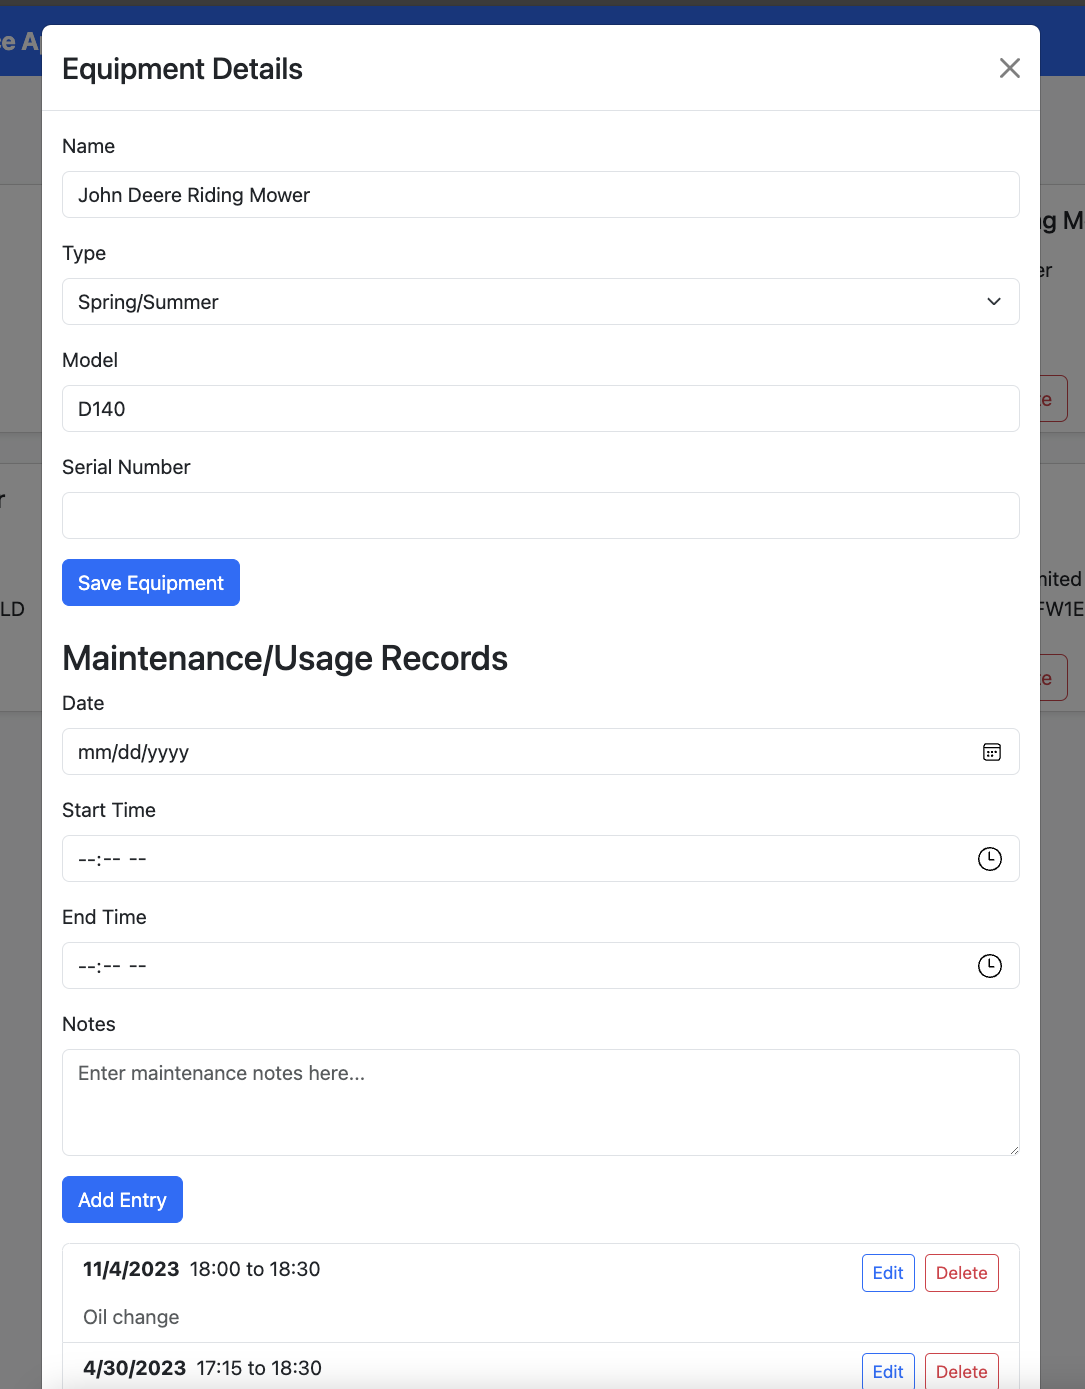 Equipment Details
Name
John Deere Riding Mower
Type
Spring/Summer
Model
D140
Serial Number
Save Equipment
Maintenance/Usage Records
Date
mm/dd/yyyy
Start Time
--:-- --
End Time
--:-- --
Notes
Enter maintenance notes here...
Add Entry
11/4/2023 18:00 to 18:30 Edit Delete
Oil change
4/30/2023 17:15 to 18:30 Edit Delete